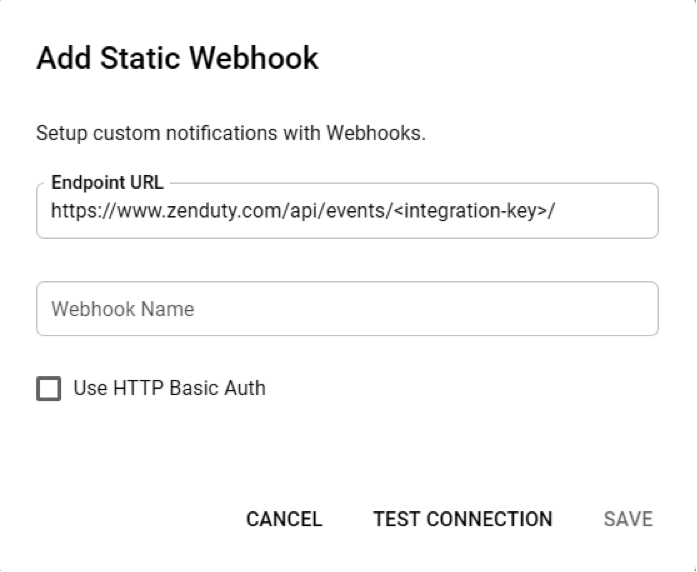 Add Static Webhook
Setup custom notifications with Webhooks.
Endpoint URL
https://www.zenduty.com/api/events/<integration-key>/
Webhook Name
Use HTTP Basic Auth
CANCEL TEST CONNECTION SAVE